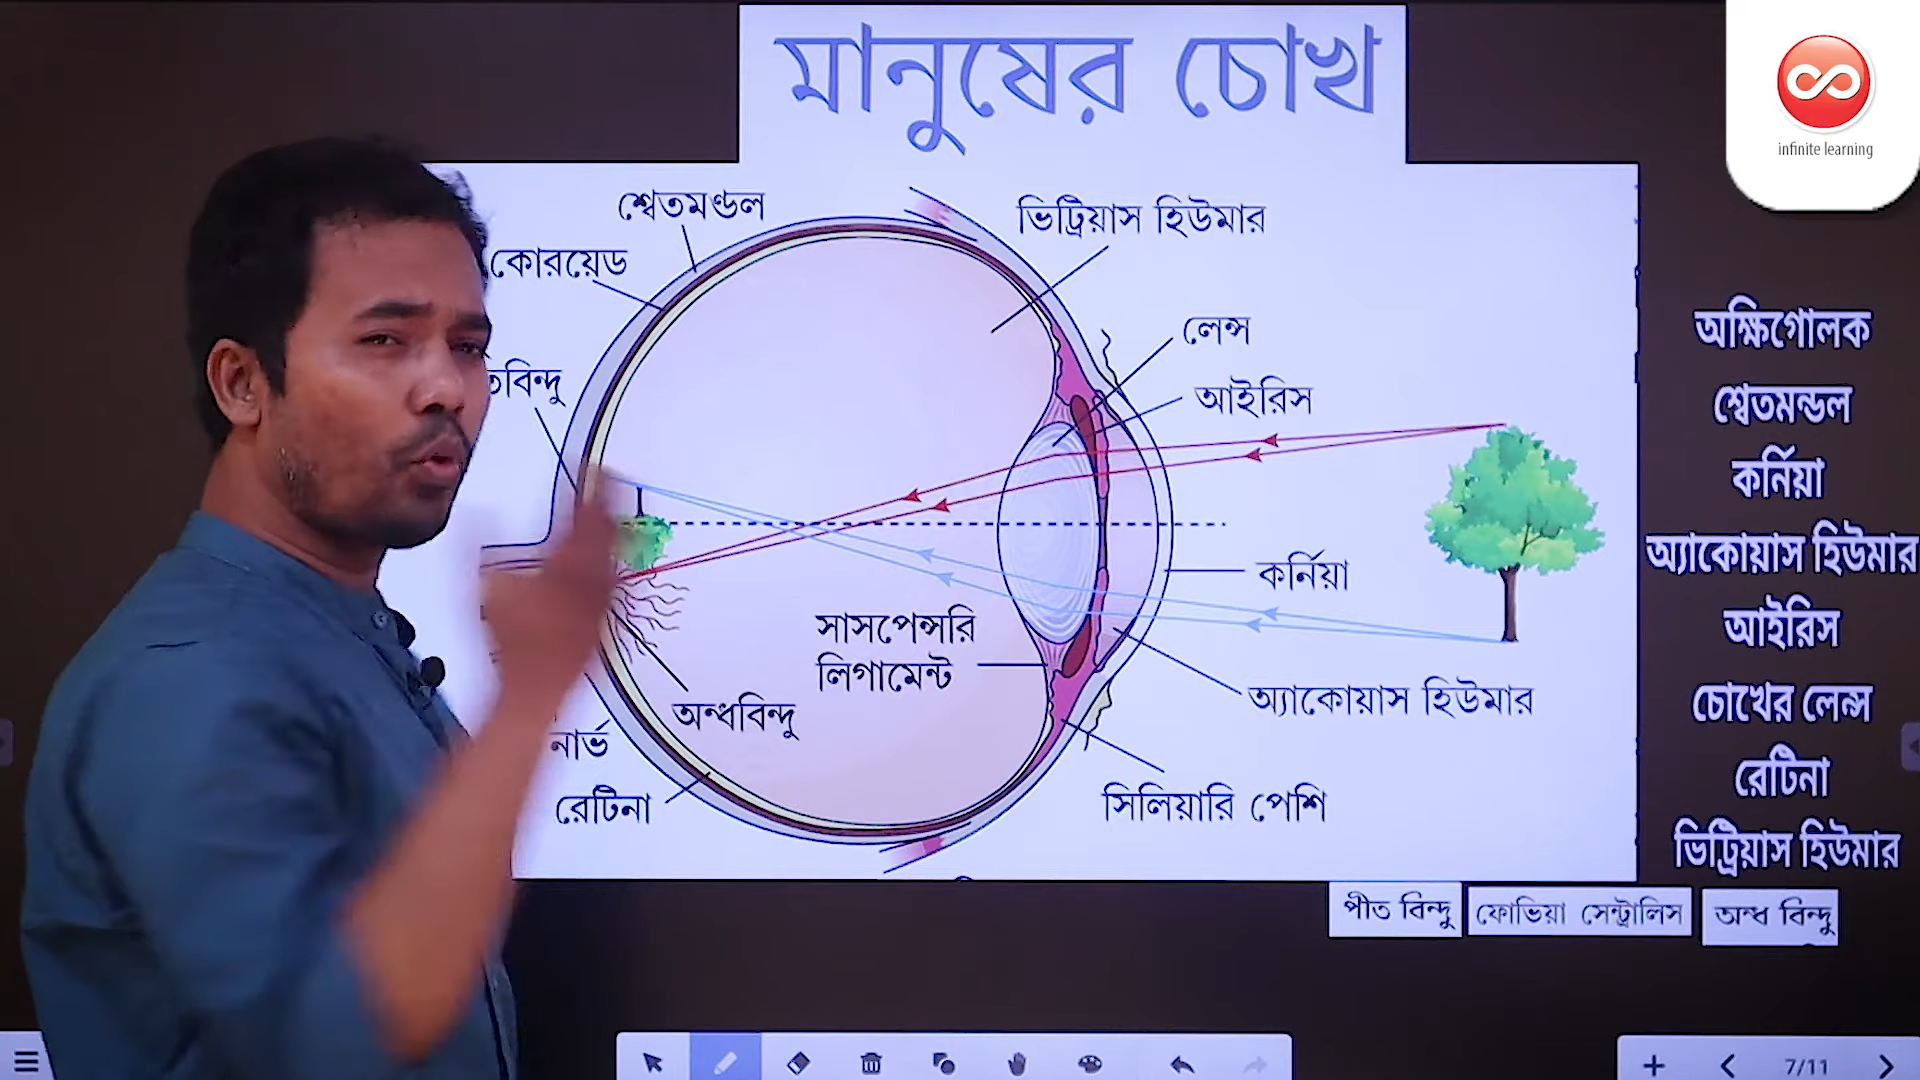 মানুষের চোখ
infinite learning
শ্বেতমণ্ডল
ভিট্রিয়াস হিউমার
কোরয়েড
লেন্স
আইরিস
তবিন্দু
কর্নিয়া
সাসপেন্সরি
লিগামেন্ট
অ্যাকোয়াস হিউমার
অন্ধবিন্দু
নার্ভ
রেটিনা
সিলিয়ারি পেশি
অক্ষিগোলক
শ্বেতমন্ডল
কর্নিয়া
অ্যাকোয়াস হিউমার
আইরিস
চোখের লেন্স
রেটিনা
ভিট্রিয়াস হিউমার
পীত বিন্দু
ফোভিয়া সেন্ট্রালিস
অন্ধ বিন্দু
7/11